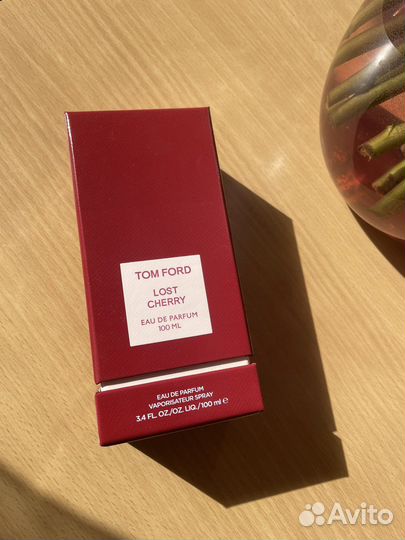 TOM FORD
LOST
CHERRY
EAU DE PARFUM
100 ML
EAU DE PARFUM
VAPORISATEUR SPRAY
3.4 FL. OZ./OZ. LIQ./100 ml ℮
Avito